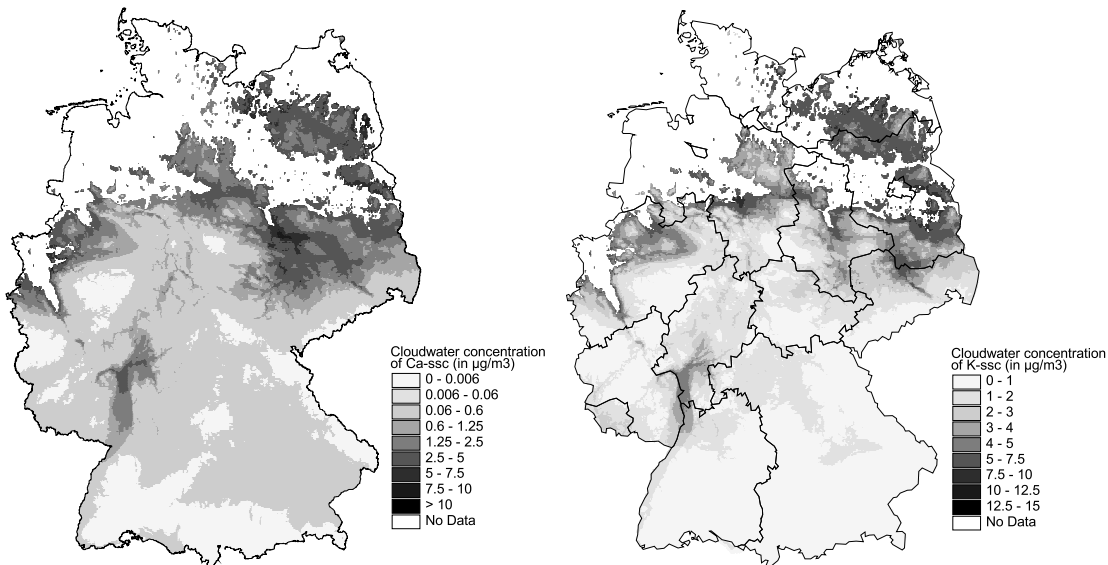 Cloudwater concentration
of Ca-ssc (in µg/m3)
0 - 0.006
0.006 - 0.06
0.06 - 0.6
0.6 - 1.25
1.25 - 2.5
2.5 - 5
5 - 7.5
7.5 - 10
> 10
No Data
Cloudwater concentration
of K-ssc (in µg/m3)
0 - 1
1 - 2
2 - 3
3 - 4
4 - 5
5 - 7.5
7.5 - 10
10 - 12.5
12.5 - 15
No Data